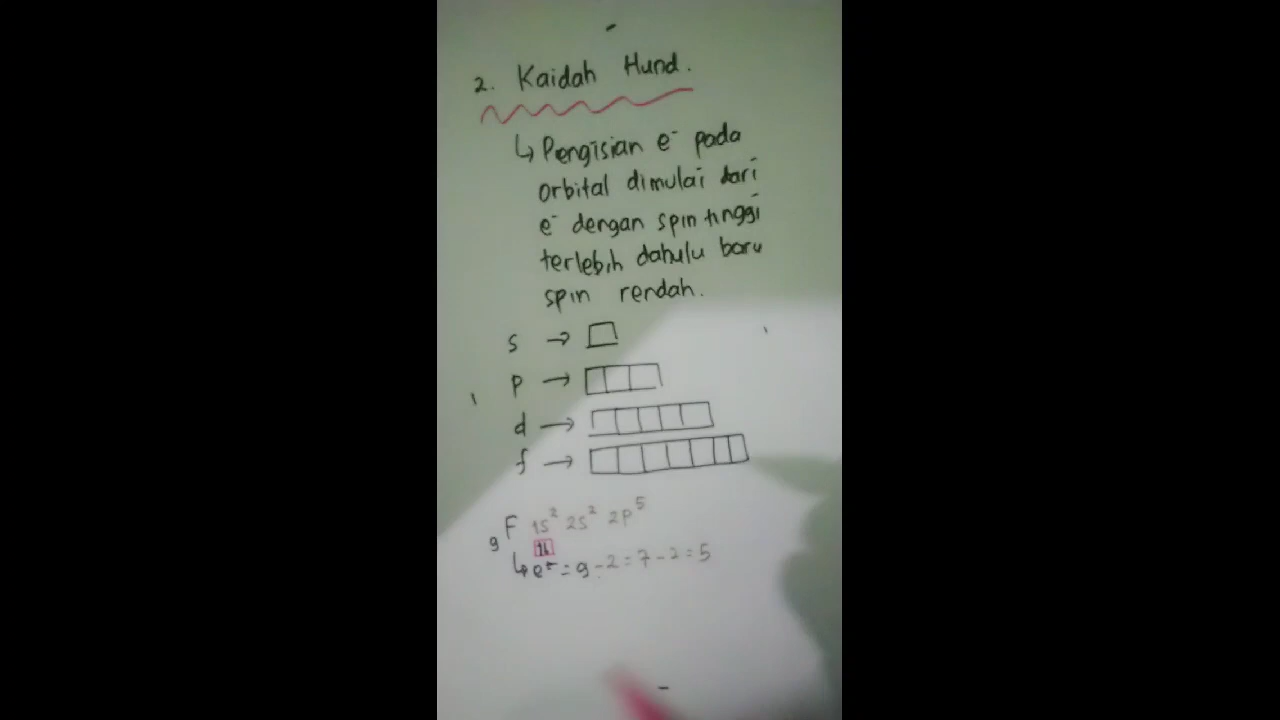 2. Kaidah Hund.
↳ Pengisian e⁻ pada
orbital dimulai dari
e⁻ dengan spin tinggi
terlebih dahulu baru
spin rendah.
s →
p →
d →
f →
₉F 1s² 2s² 2p⁵
↑↓
↳ e⁻ = 9 - 2 = 7 - 2 = 5